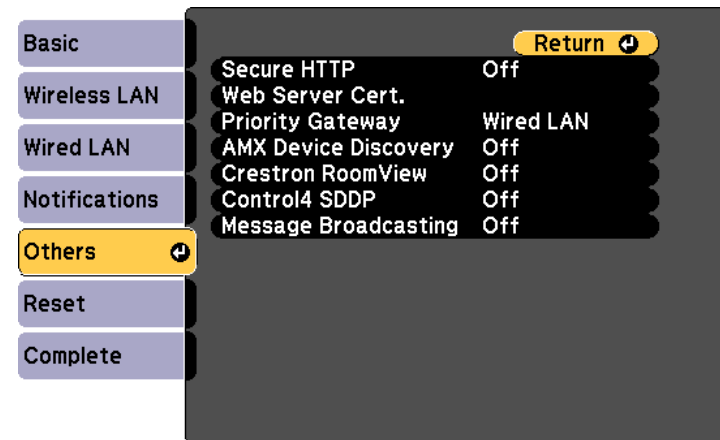 Basic
Wireless LAN
Wired LAN
Notifications
Others
Reset
Complete
Return
Secure HTTP Off
Web Server Cert.
Priority Gateway Wired LAN
AMX Device Discovery Off
Crestron RoomView Off
Control4 SDDP Off
Message Broadcasting Off